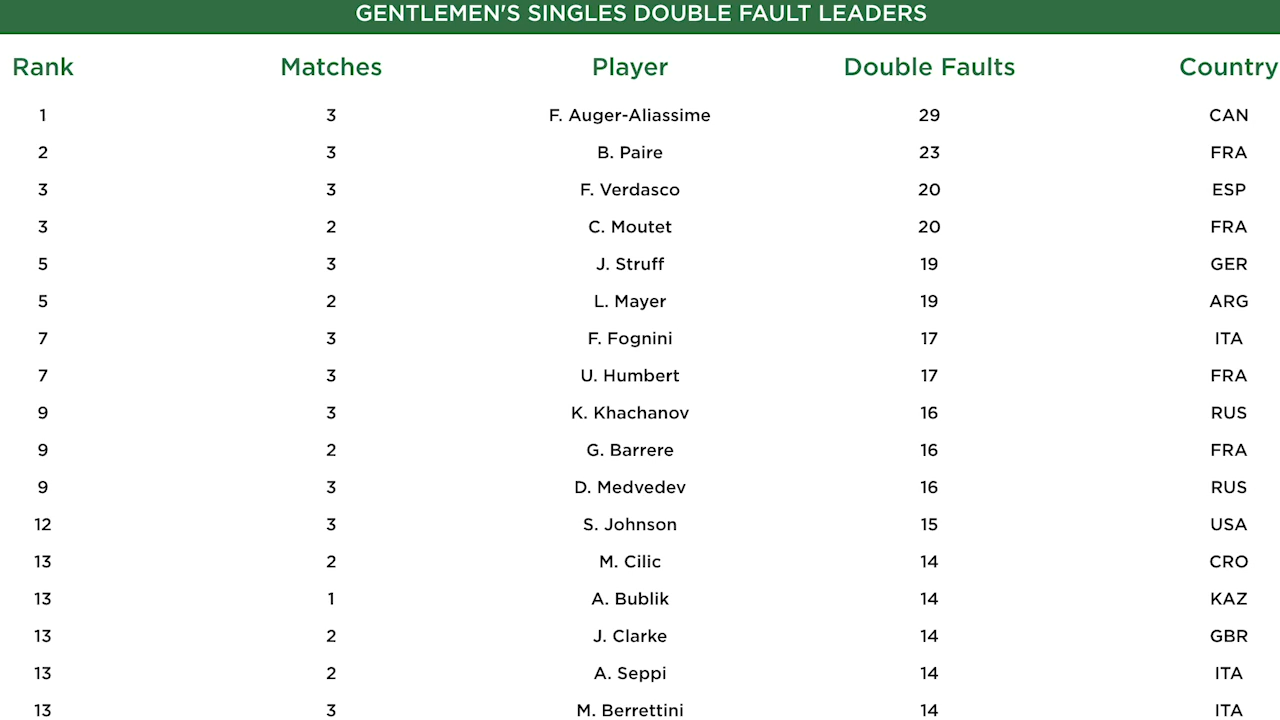 GENTLEMEN'S SINGLES DOUBLE FAULT LEADERS
Rank Matches Player Double Faults Country
1 3 F. Auger-Aliassime 29 CAN
2 3 B. Paire 23 FRA
3 3 F. Verdasco 20 ESP
3 2 C. Moutet 20 FRA
5 3 J. Struff 19 GER
5 2 L. Mayer 19 ARG
7 3 F. Fognini 17 ITA
7 3 U. Humbert 17 FRA
9 3 K. Khachanov 16 RUS
9 2 G. Barrere 16 FRA
9 3 D. Medvedev 16 RUS
12 3 S. Johnson 15 USA
13 2 M. Cilic 14 CRO
13 1 A. Bublik 14 KAZ
13 2 J. Clarke 14 GBR
13 2 A. Seppi 14 ITA
13 3 M. Berrettini 14 ITA